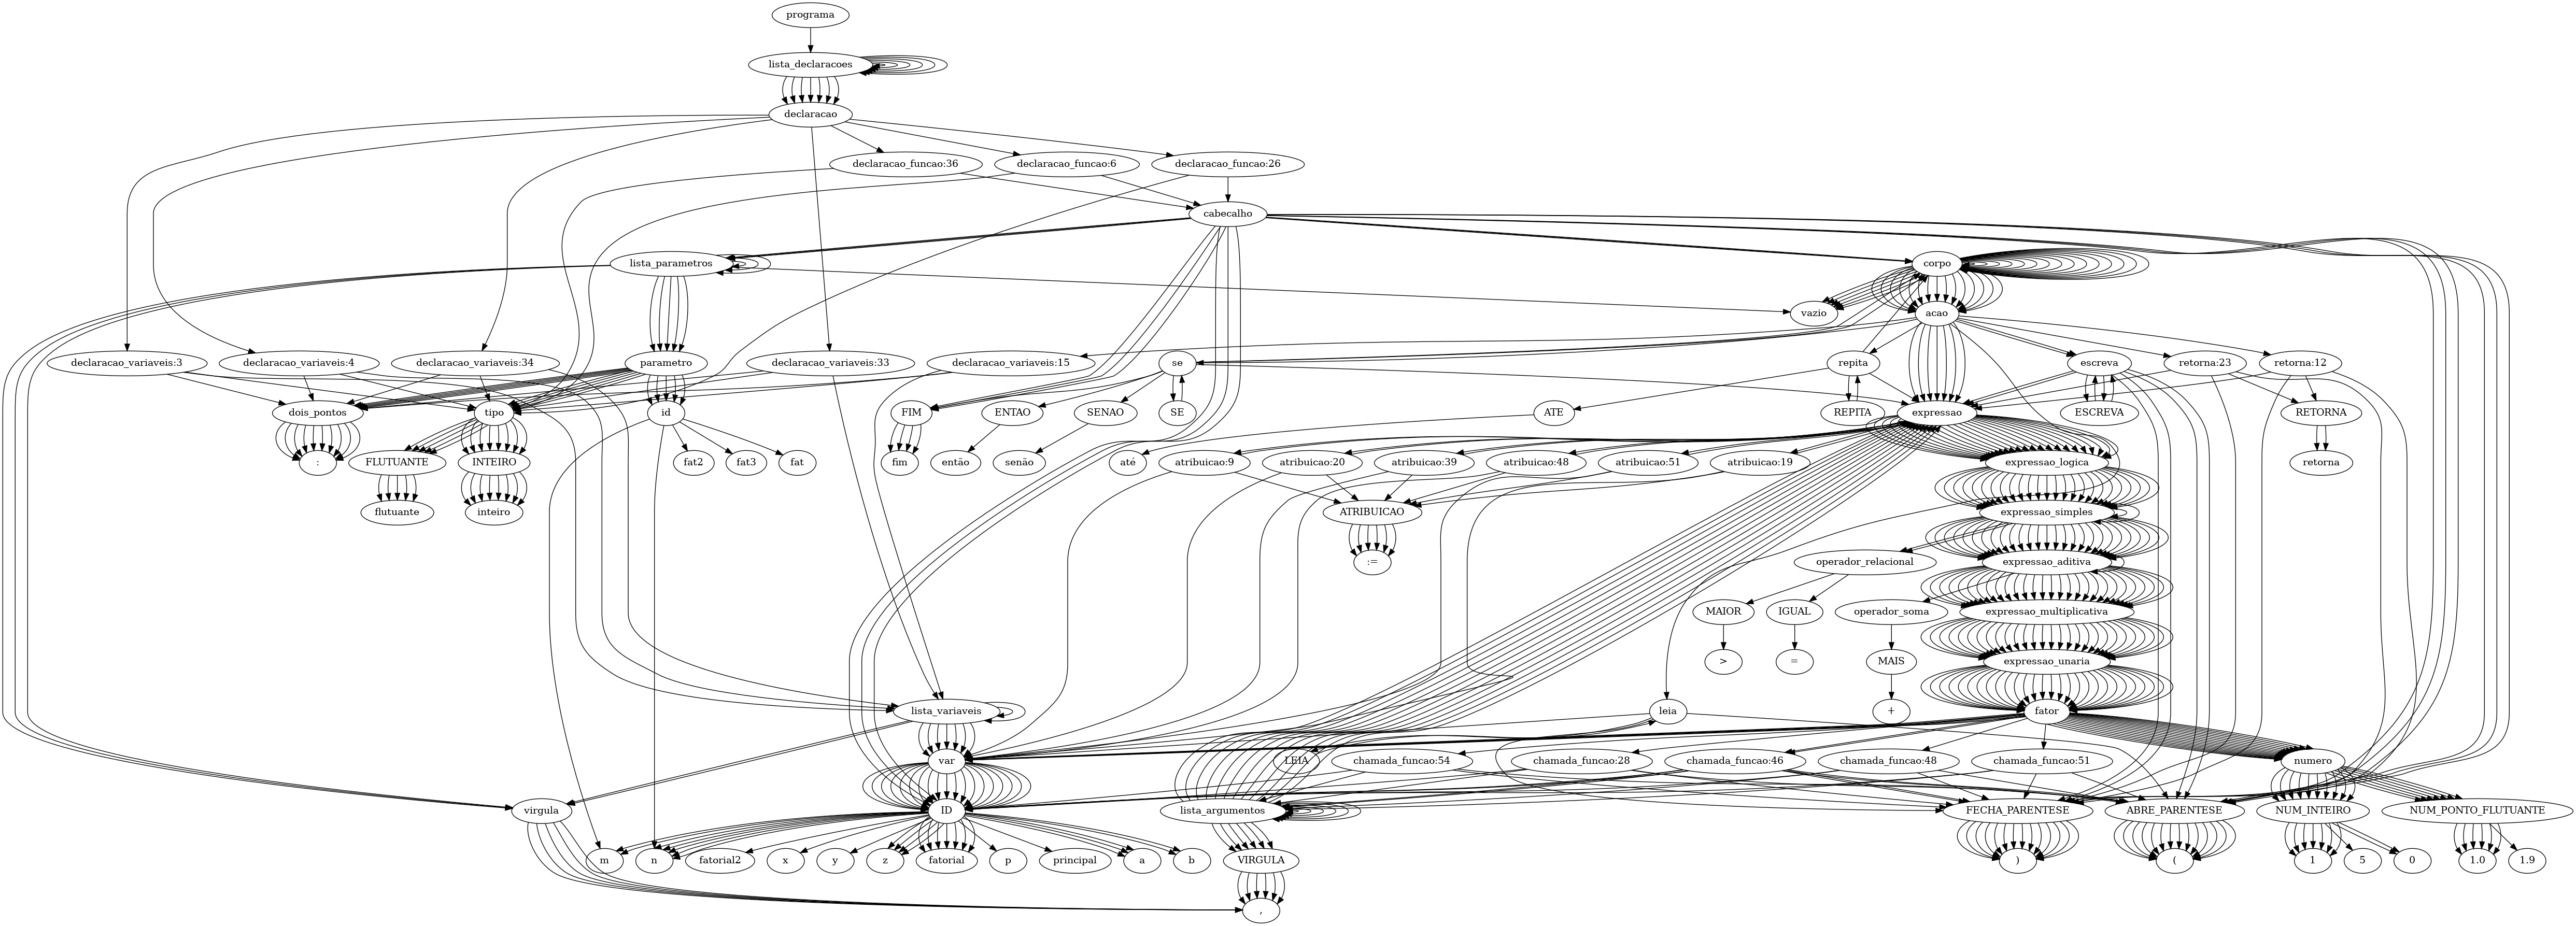 programa
lista_declaracoes
declaracao
declaracao_funcao:36
declaracao_funcao:6
declaracao_funcao:26
cabecalho
lista_parametros
corpo
vazio
acao
declaracao_variaveis:3
declaracao_variaveis:4
declaracao_variaveis:34
parametro
declaracao_variaveis:33
declaracao_variaveis:15
se
repita
escreva
retorna:23
retorna:12
dois_pontos
tipo
id
FIM
ENTAO
SENAO
SE
ATE
REPITA
expressao
ESCREVA
RETORNA
:
FLUTUANTE
INTEIRO
fat2
fat3
fat
fim
então
senão
até
atribuicao:9
atribuicao:20
atribuicao:39
atribuicao:48
atribuicao:51
atribuicao:19
expressao_logica
retorna
flutuante
inteiro
ATRIBUICAO
expressao_simples
:=
operador_relacional
expressao_aditiva
MAIOR
IGUAL
operador_soma
expressao_multiplicativa
>
=
MAIS
expressao_unaria
lista_variaveis
leia
+
fator
var
LEIA
chamada_funcao:54
chamada_funcao:28
chamada_funcao:46
chamada_funcao:48
chamada_funcao:51
numero
virgula
ID
lista_argumentos
FECHA_PARENTESE
ABRE_PARENTESE
NUM_INTEIRO
NUM_PONTO_FLUTUANTE
m
n
fatorial2
x
y
z
fatorial
p
principal
a
b
VIRGULA
)
(
1
5
0
1.0
1.9
,